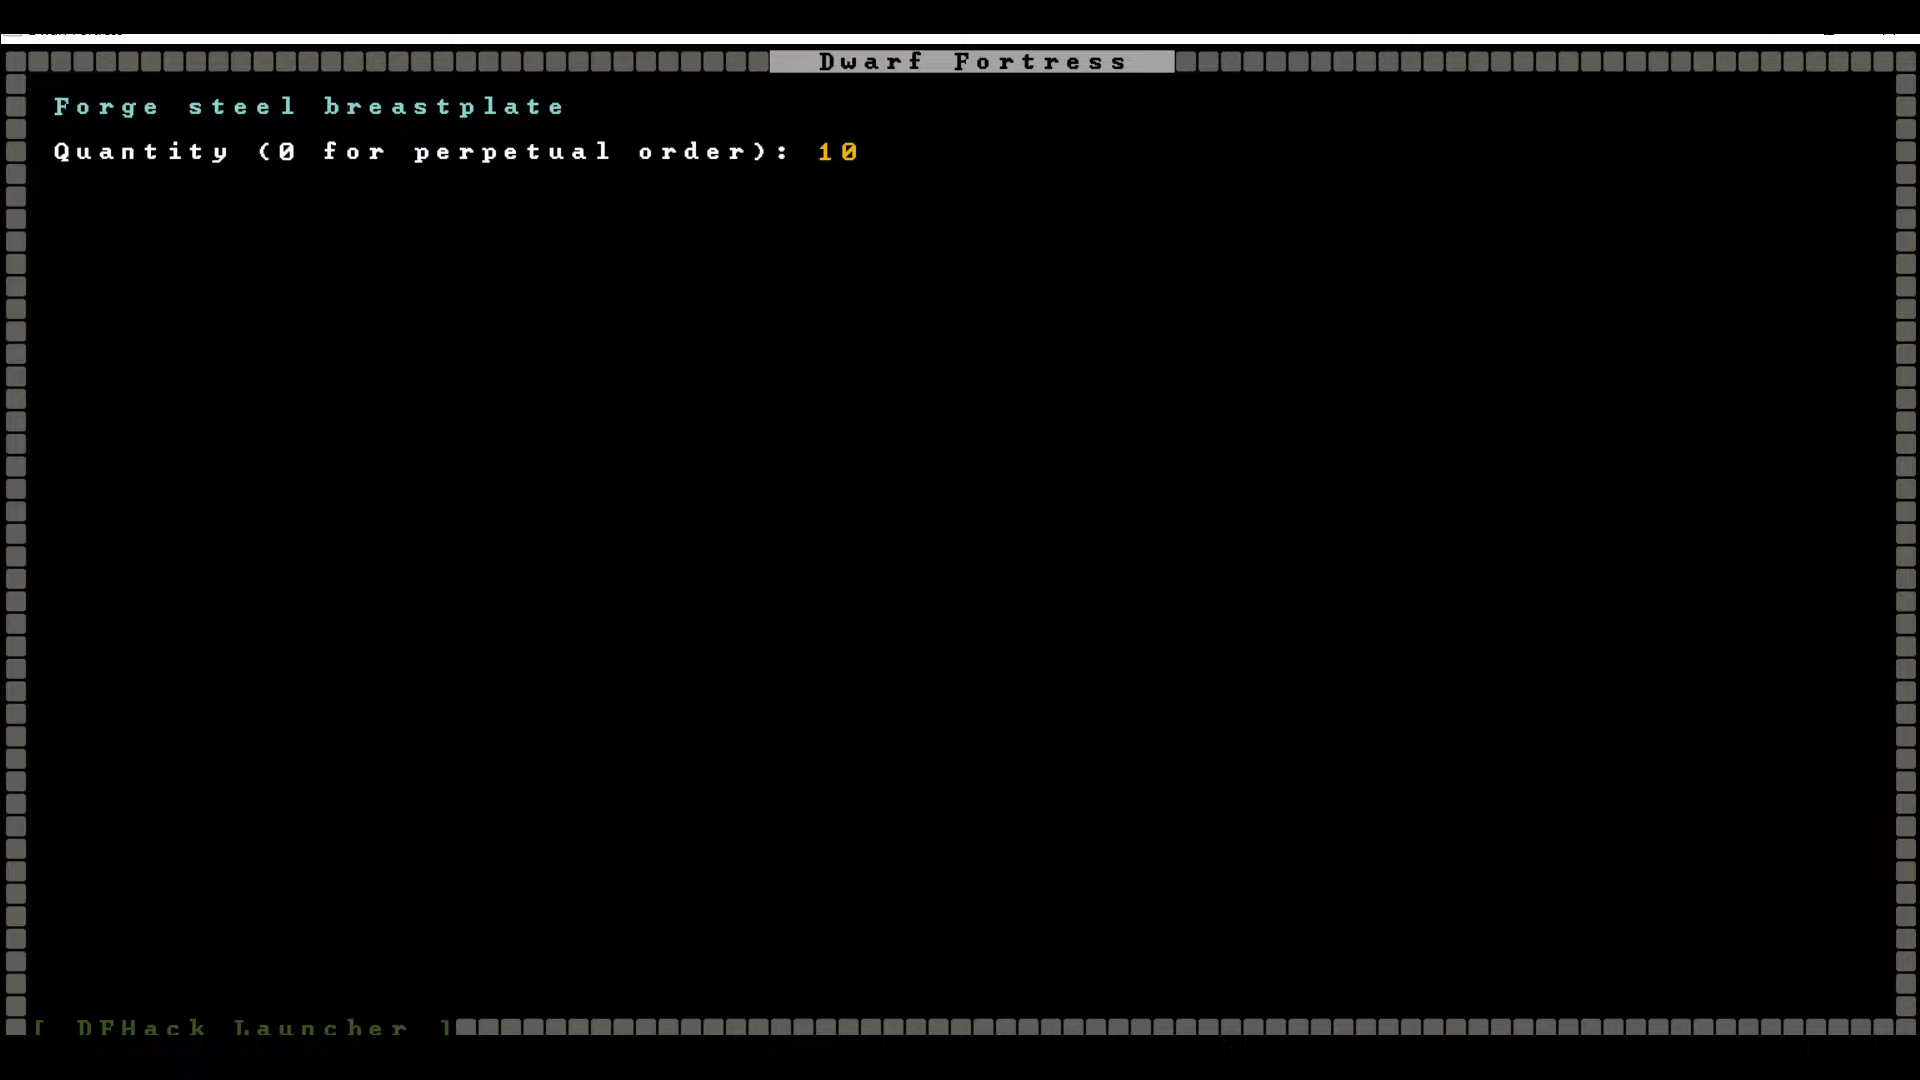 Dwarf Fortress
Forge steel breastplate
Quantity (0 for perpetual order): 10
[ DFHack Launcher ]